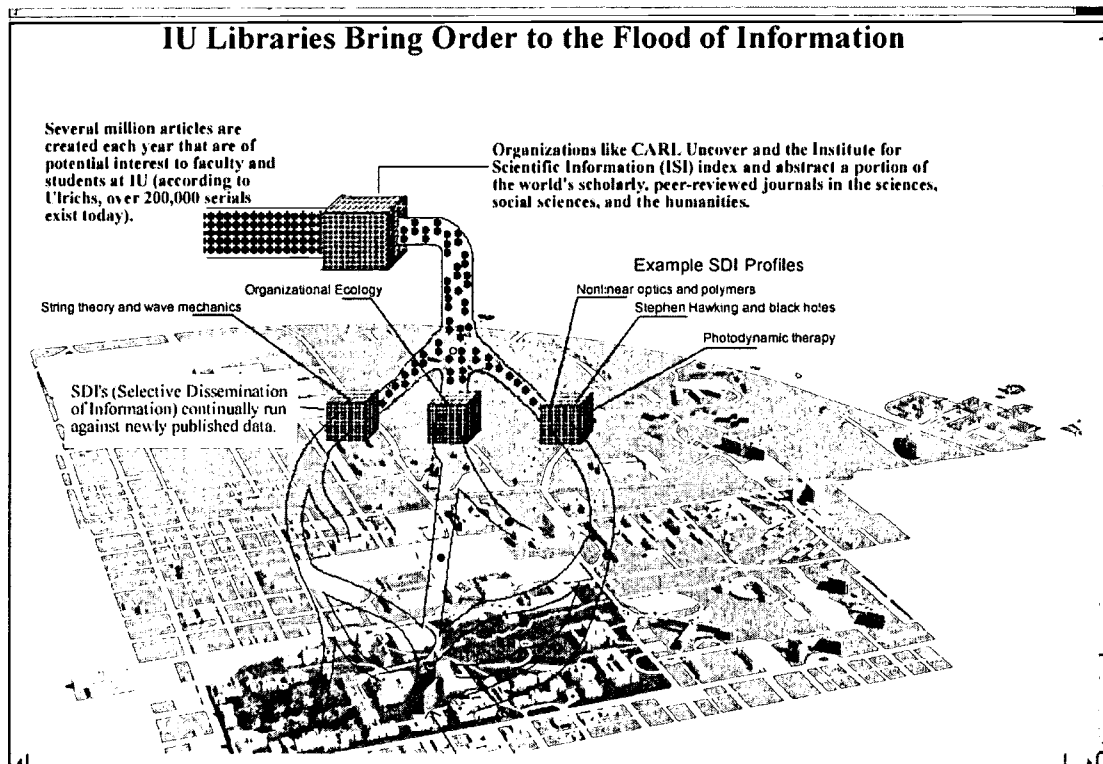 IU Libraries Bring Order to the Flood of Information
Several million articles are
created each year that are of
potential interest to faculty and
students at IU (according to
Ulrichs, over 200,000 serials
exist today).
Organizations like CARL Uncover and the Institute for
Scientific Information (ISI) index and abstract a portion of
the world's scholarly, peer-reviewed journals in the sciences,
social sciences, and the humanities.
Example SDI Profiles
Organizational Ecology
Nonlinear optics and polymers
String theory and wave mechanics
Stephen Hawking and black holes
Photodynamic therapy
SDI's (Selective Dissemination
of Information) continually run
against newly published data.